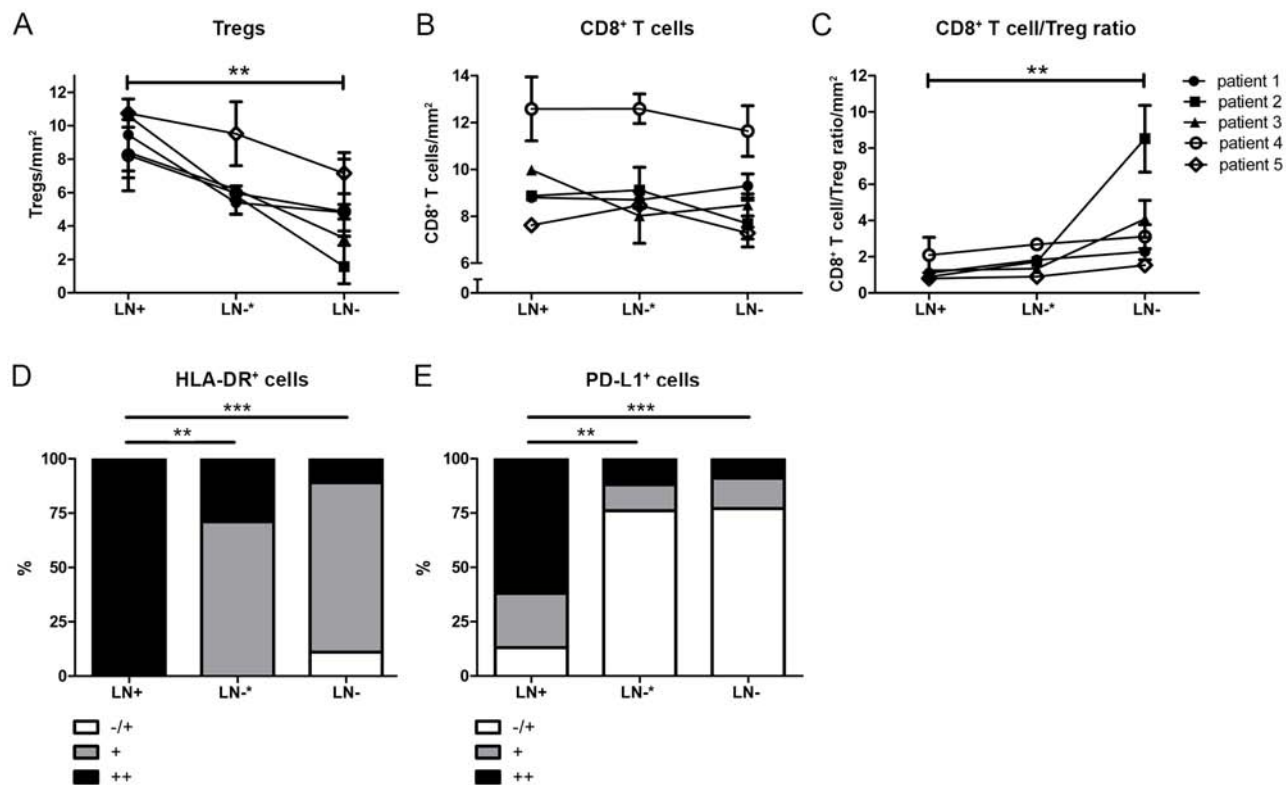 A
Tregs
**
Tregs/mm²
12
10
8
6
4
2
0
LN+ LN-* LN-
B
CD8⁺ T cells
CD8⁺ T cells/mm²
14
12
10
8
6
0
LN+ LN-* LN-
C
CD8⁺ T cell/Treg ratio
**
CD8⁺ T cell/Treg ratio/mm²
12
10
8
6
4
2
0
LN+ LN-* LN-
patient 1
patient 2
patient 3
patient 4
patient 5
D
HLA-DR⁺ cells
***
**
%
100
75
50
25
0
LN+ LN-* LN-
-/+
+
++
E
PD-L1⁺ cells
***
**
%
100
75
50
25
0
LN+ LN-* LN-
-/+
+
++